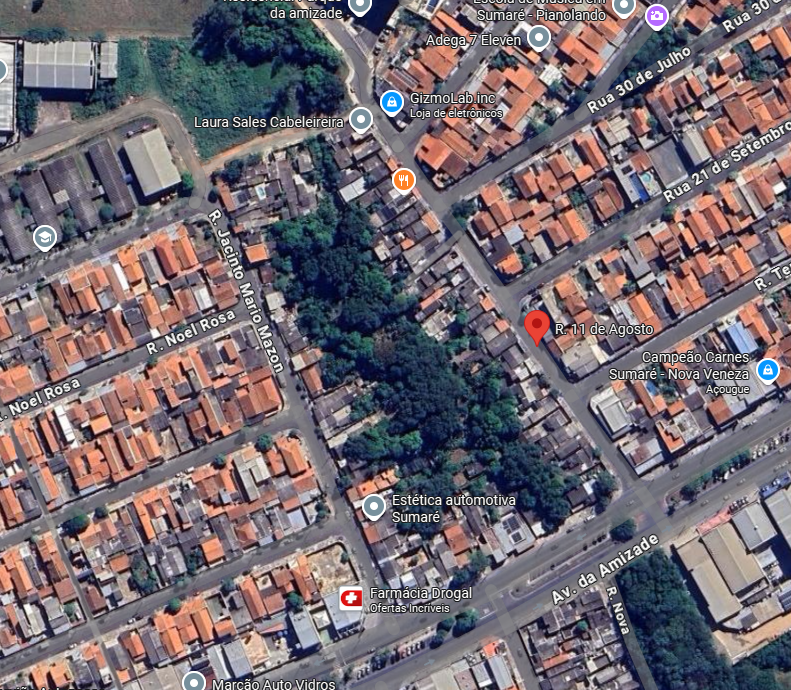 da amizade
Sumaré - Pianolando
Adega 7 Eleven
Rua 30 de Julho
Rua 30
GizmoLab.inc
Loja de eletrônicos
Laura Sales Cabeleireira
Rua 21 de Setembro
R. Jacinto Mario Mazon
R. Noel Rosa
R. Noel Rosa
R. 11 de Agosto
Campeão Carnes
Sumaré - Nova Veneza
Açougue
Estética automotiva
Sumaré
Av. da Amizade
R. Nova
Farmácia Drogal
Ofertas Incríveis
Marcão Auto Vidros